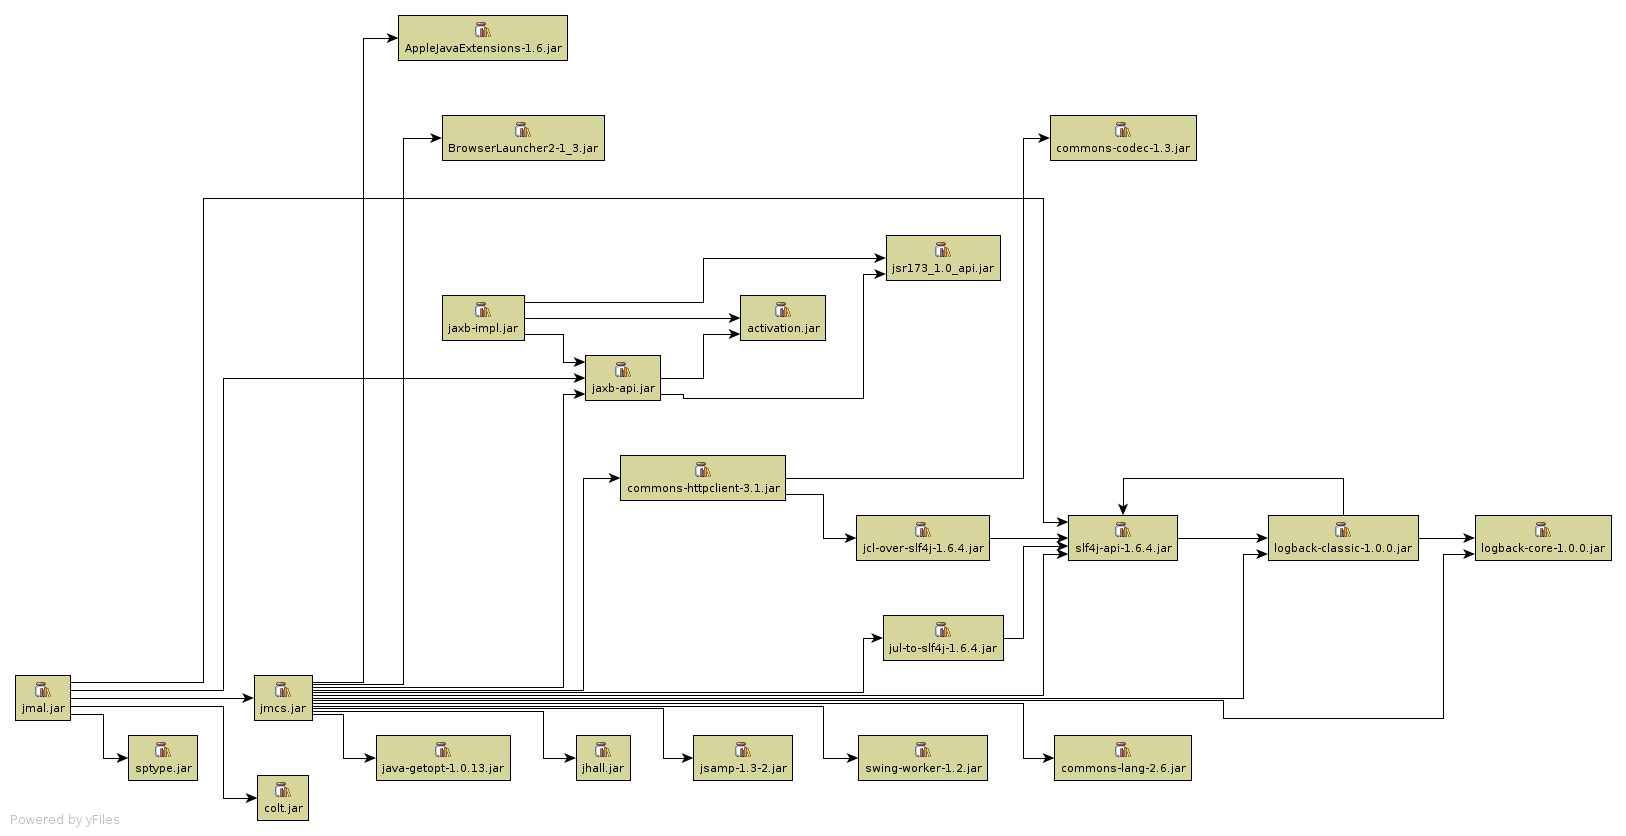 AppleJavaExtensions-1.6.jar
BrowserLauncher2-1_3.jar
commons-codec-1.3.jar
jsr173_1.0_api.jar
jaxb-impl.jar
activation.jar
jaxb-api.jar
commons-httpclient-3.1.jar
jcl-over-slf4j-1.6.4.jar
slf4j-api-1.6.4.jar
logback-classic-1.0.0.jar
logback-core-1.0.0.jar
jul-to-slf4j-1.6.4.jar
jmal.jar
jmcs.jar
sptype.jar
java-getopt-1.0.13.jar
jhall.jar
jsamp-1.3-2.jar
swing-worker-1.2.jar
commons-lang-2.6.jar
colt.jar
Powered by yFiles